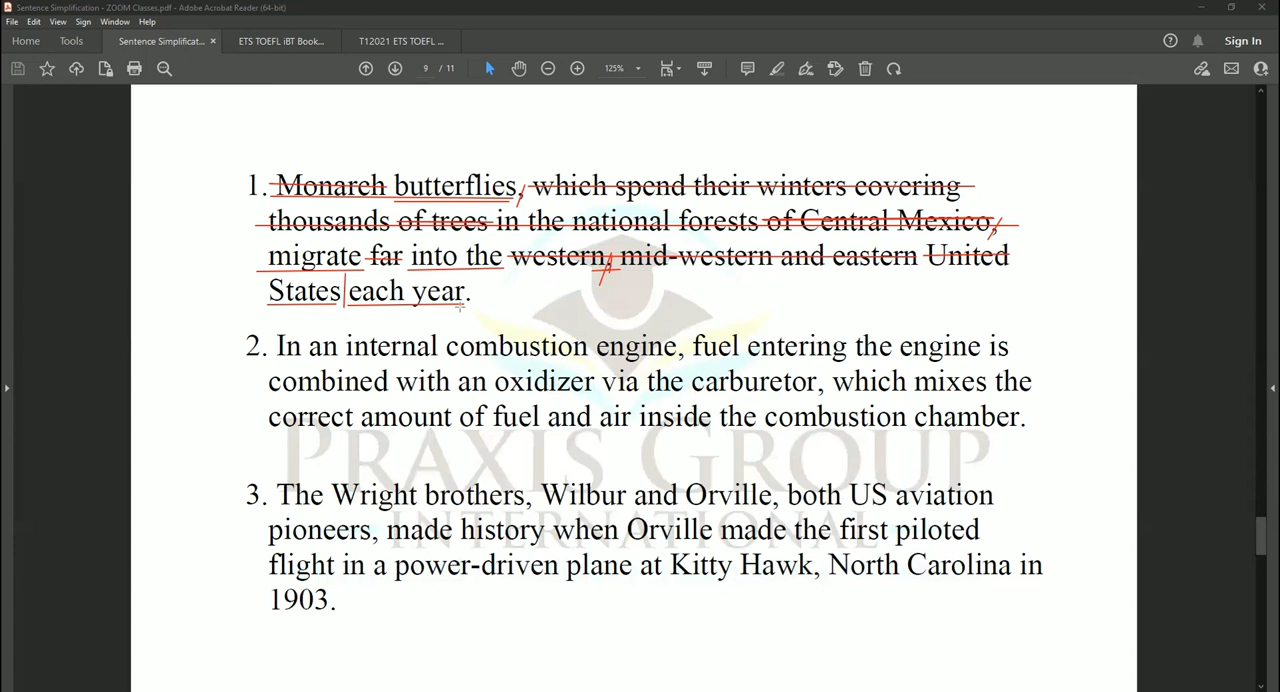 Sentence Simplification - ZOOM Classes.pdf - Adobe Acrobat Reader (64-bit)
File Edit View Sign Window Help
Home Tools Sentence Simplificat... × ETS TOEFL iBT Book... T12021 ETS TOEFL ... Sign In
9 / 11 125%
1. Monarch butterflies, which spend their winters covering
thousands of trees in the national forests of Central Mexico,
migrate far into the western, mid-western and eastern United
States each year.
2. In an internal combustion engine, fuel entering the engine is
combined with an oxidizer via the carburetor, which mixes the
correct amount of fuel and air inside the combustion chamber.
PRAXIS GROUP
3. The Wright brothers, Wilbur and Orville, both US aviation
INTERNATIONAL
pioneers, made history when Orville made the first piloted
flight in a power-driven plane at Kitty Hawk, North Carolina in
1903.